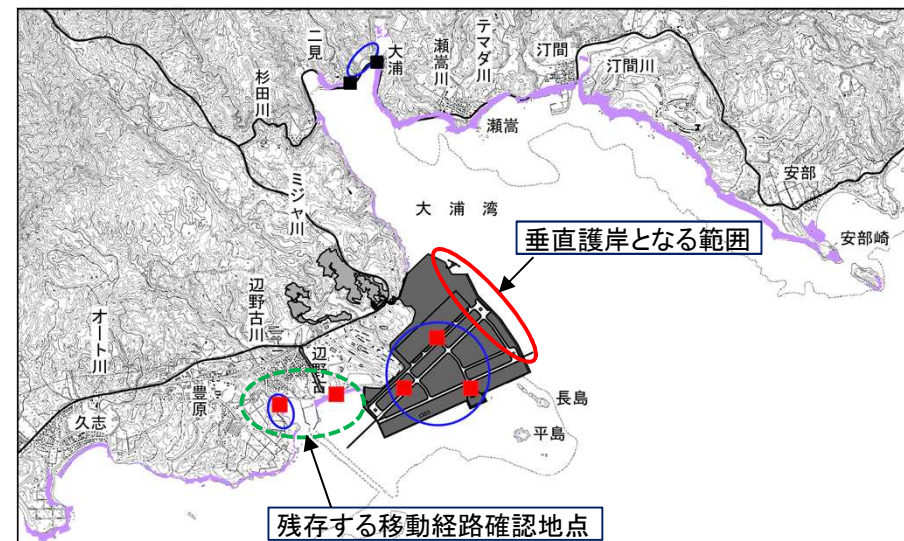 二見
大浦
瀬嵩川
テマダ川
汀間
汀間川
杉田川
瀬嵩
ミジャ川
安部
大浦湾
垂直護岸となる範囲
安部崎
辺野古川
オート川
辺野古
豊原
久志
長島
平島
残存する移動経路確認地点